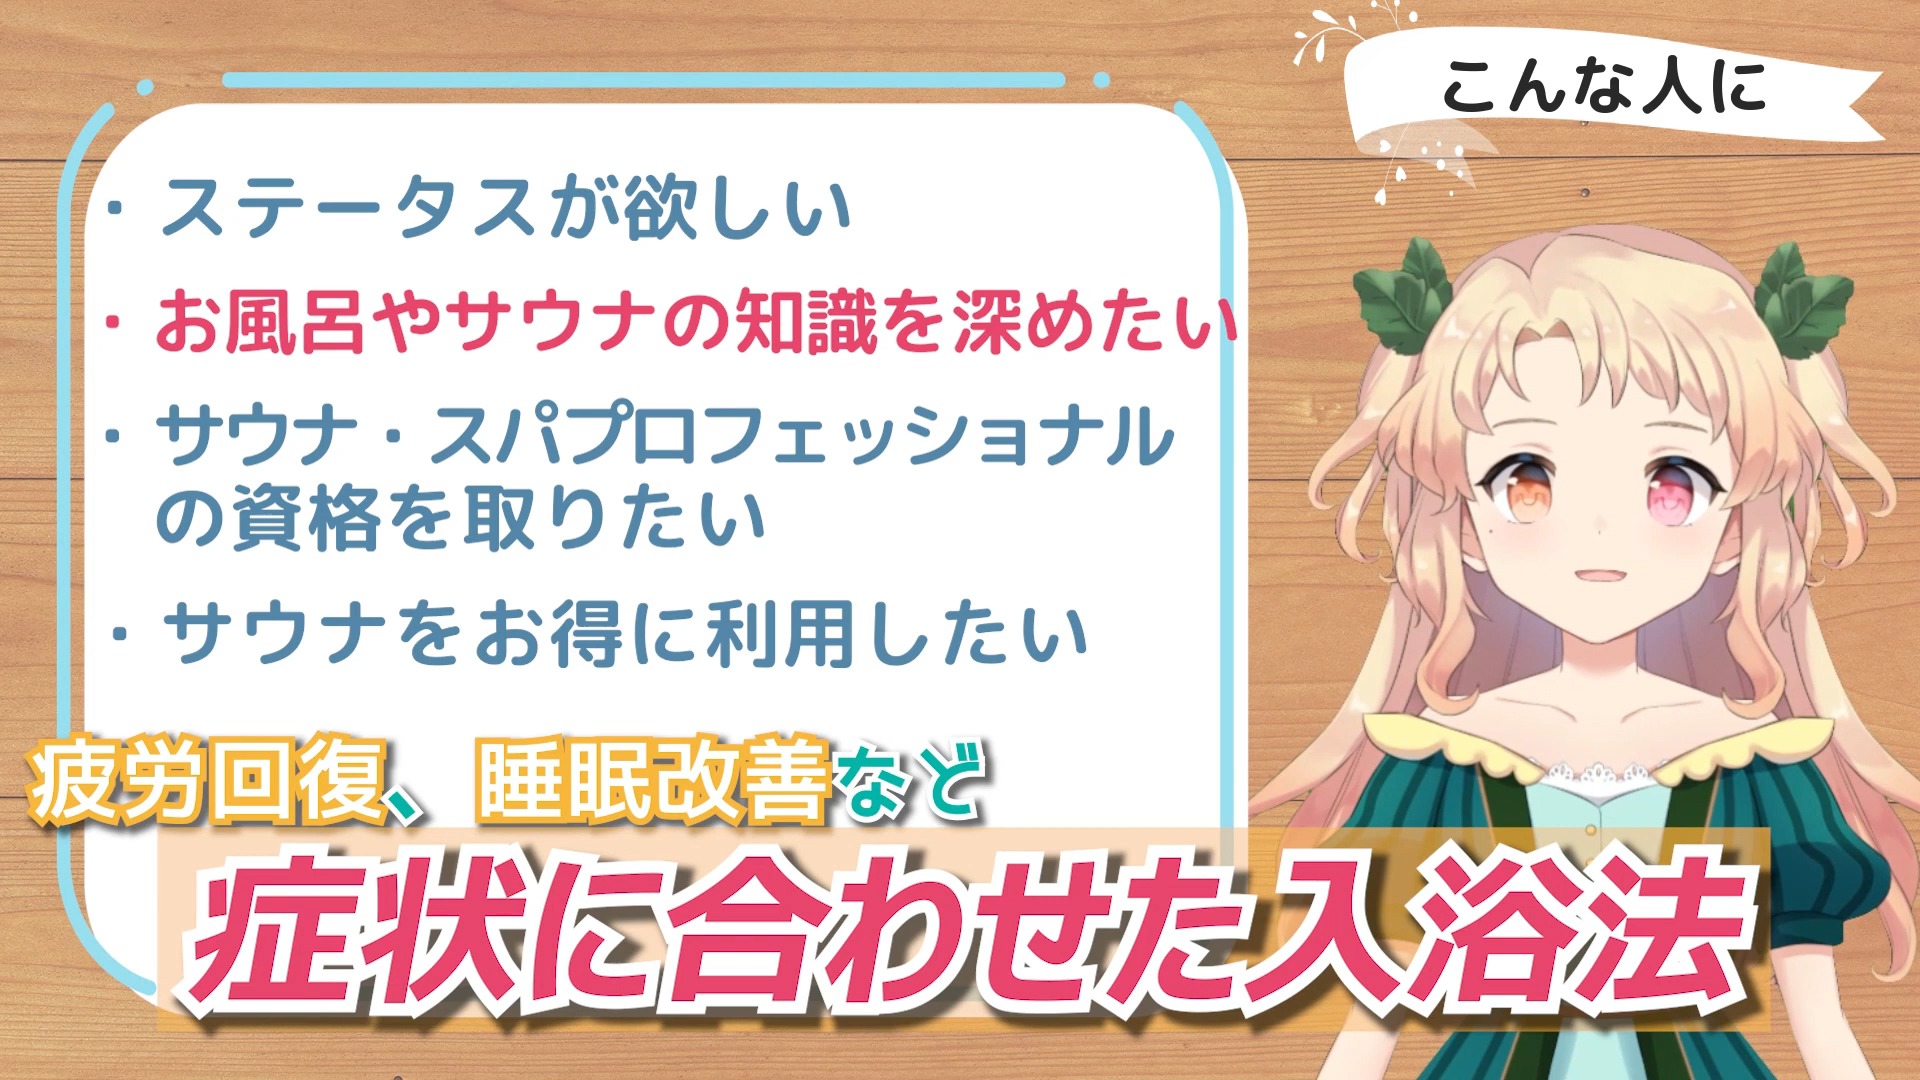 こんな人に
・ステータスが欲しい
・お風呂やサウナの知識を深めたい
・サウナ・スパプロフェッショナル
の資格を取りたい
・サウナをお得に利用したい
疲労回復、睡眠改善など
症状に合わせた入浴法